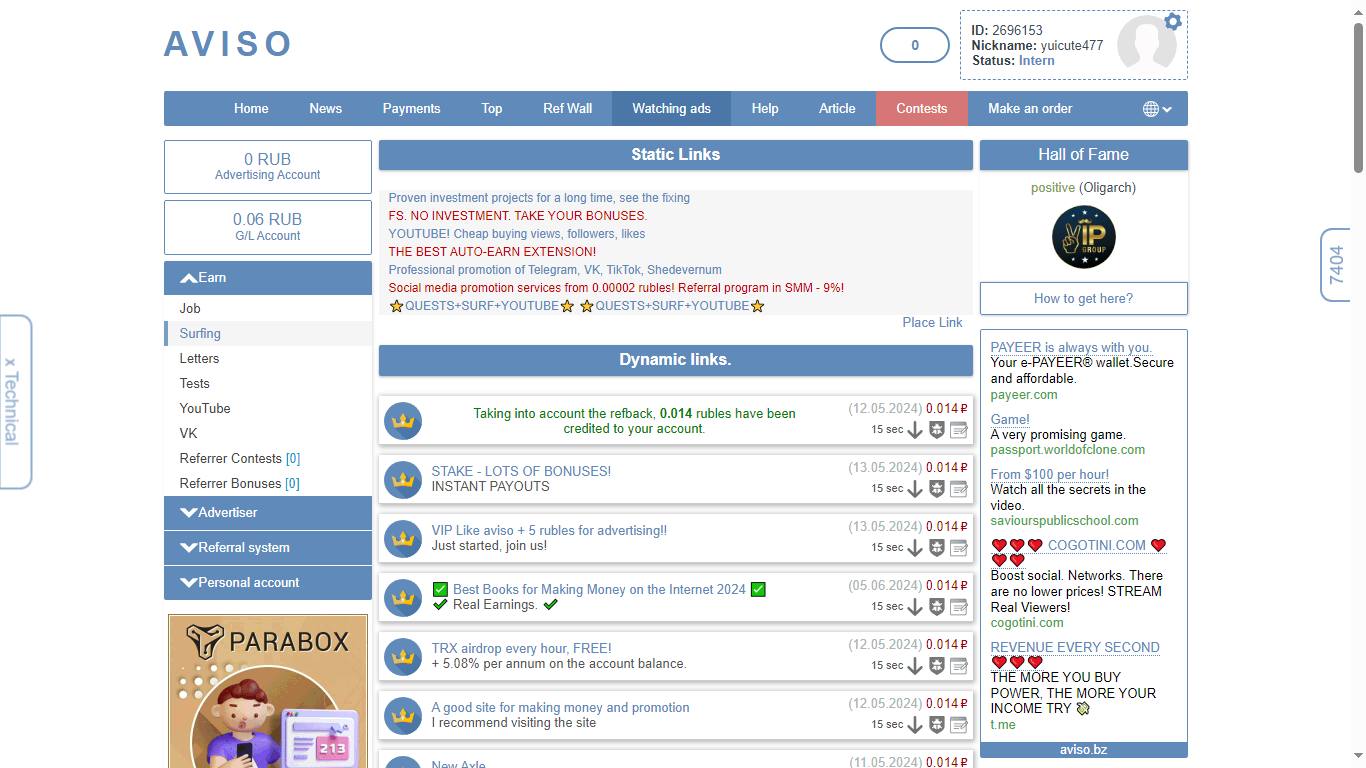 AVISO
0
ID: 2696153
Nickname: yuicute477
Status: Intern
Home News Payments Top Ref Wall Watching ads Help Article Contests Make an order
0 RUB
Advertising Account
0.06 RUB
G/L Account
Earn
Job
Surfing
Letters
Tests
YouTube
VK
Referrer Contests [0]
Referrer Bonuses [0]
Advertiser
Referral system
Personal account
PARABOX
213
x Technical
Static Links
Proven investment projects for a long time, see the fixing
FS. NO INVESTMENT. TAKE YOUR BONUSES.
YOUTUBE! Cheap buying views, followers, likes
THE BEST AUTO-EARN EXTENSION!
Professional promotion of Telegram, VK, TikTok, Shedevernum
Social media promotion services from 0.00002 rubles! Referral program in SMM - 9%!
⭐QUESTS+SURF+YOUTUBE⭐ ⭐QUESTS+SURF+YOUTUBE⭐
Place Link
Dynamic links.
Taking into account the refback, 0.014 rubles have been
credited to your account.
(12.05.2024) 0.014₽
15 sec
STAKE - LOTS OF BONUSES!
INSTANT PAYOUTS
(13.05.2024) 0.014₽
15 sec
VIP Like aviso + 5 rubles for advertising!!
Just started, join us!
(13.05.2024) 0.014₽
15 sec
✅ Best Books for Making Money on the Internet 2024 ✅
✔ Real Earnings. ✔
(05.06.2024) 0.014₽
15 sec
TRX airdrop every hour, FREE!
+ 5.08% per annum on the account balance.
(12.05.2024) 0.014₽
15 sec
A good site for making money and promotion
I recommend visiting the site
(12.05.2024) 0.014₽
15 sec
New Axle
(11.05.2024) 0.014₽
Hall of Fame
positive (Oligarch)
VIP
GROUP
How to get here?
PAYEER is always with you.
Your e-PAYEER® wallet.Secure
and affordable.
payeer.com
Game!
A very promising game.
passport.worldofclone.com
From $100 per hour!
Watch all the secrets in the
video.
saviourspublicschool.com
❤❤❤ COGOTINI.COM ❤
❤❤
Boost social. Networks. There
are no lower prices! STREAM
Real Viewers!
cogotini.com
REVENUE EVERY SECOND
❤❤❤
THE MORE YOU BUY
POWER, THE MORE YOUR
INCOME TRY 💸
t.me
aviso.bz
7404